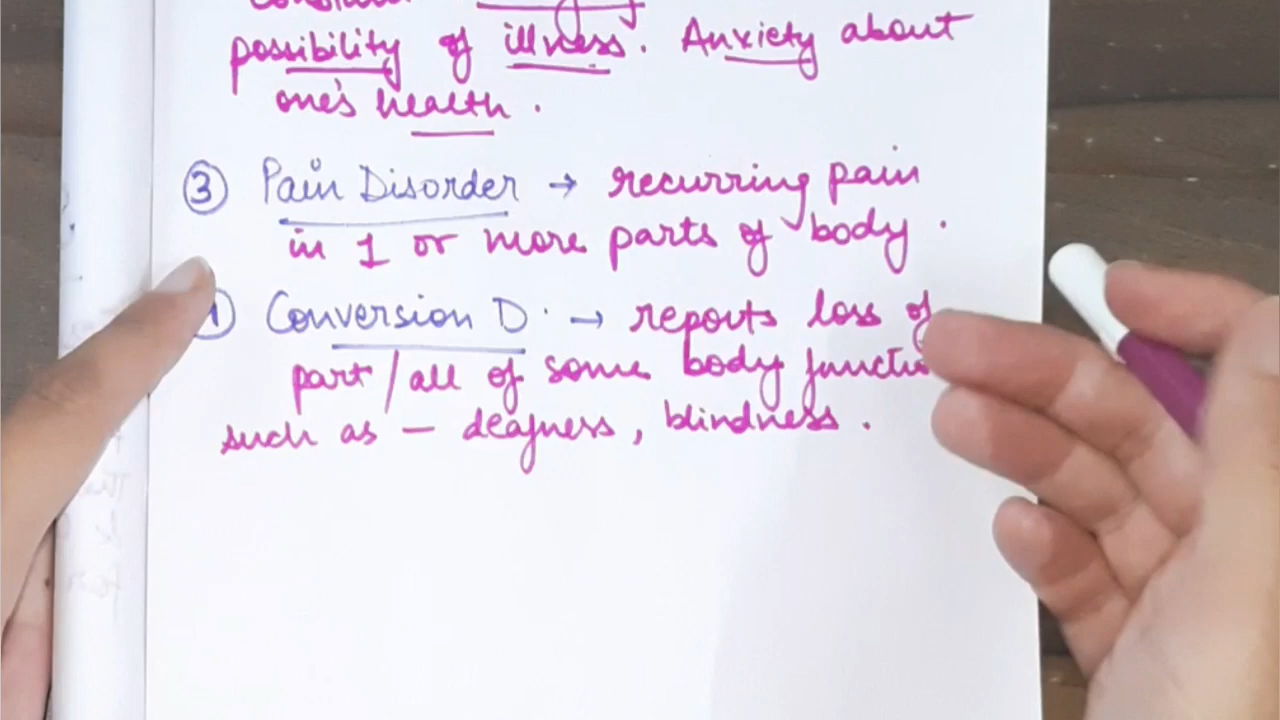 possibility of illness. Anxiety about
one's health.
③ Pain Disorder → recurring pain
in 1 or more parts of body.
Conversion D. → reports loss of
part/all of some body
such as — deafness, blindness.